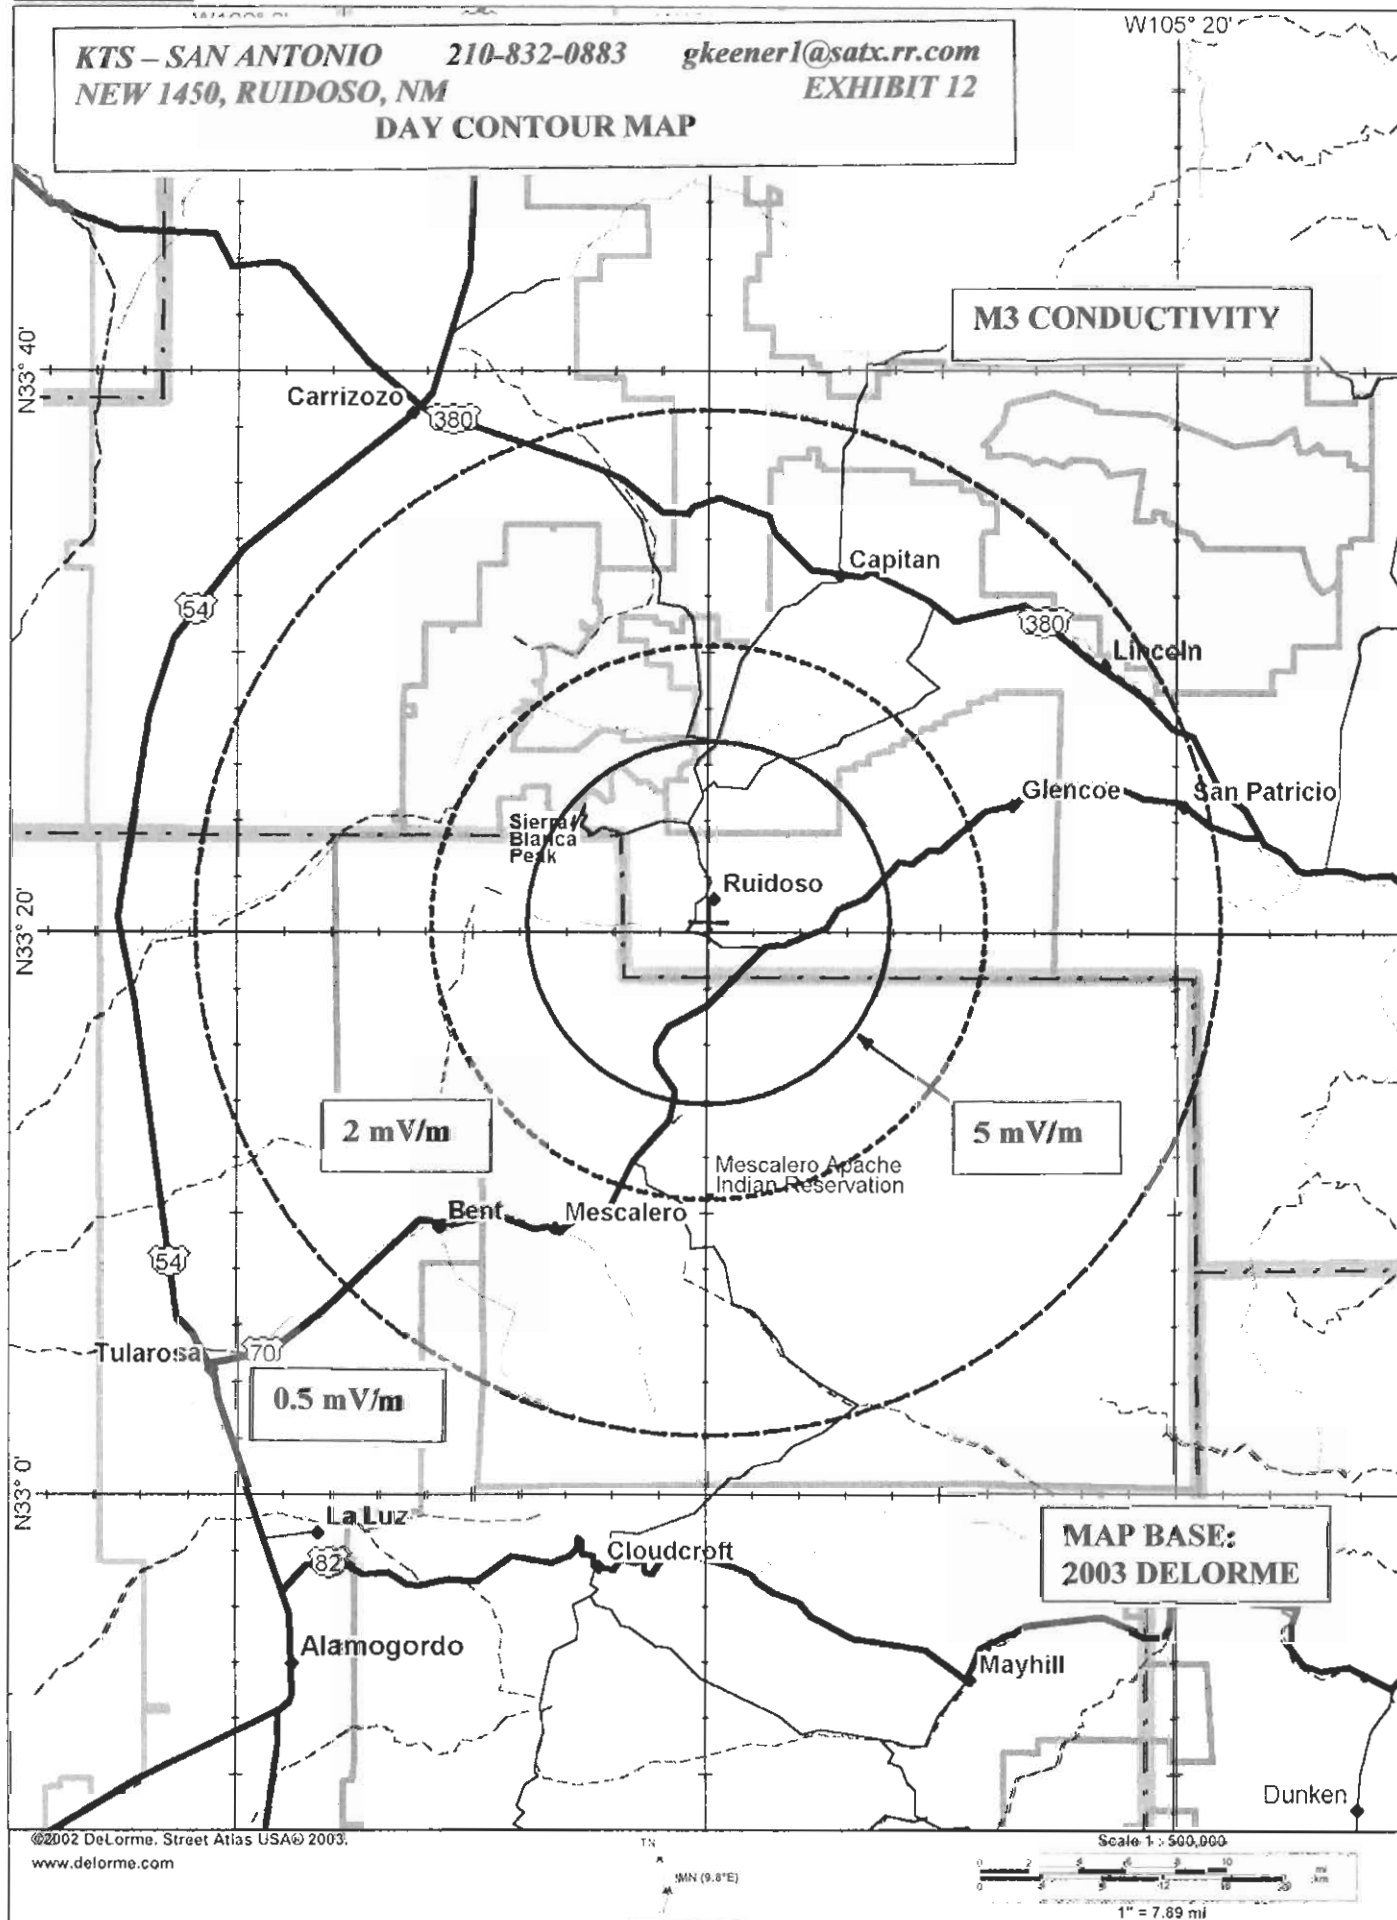 W105° 20'
KTS – SAN ANTONIO 210-832-0883 gkeener1@satx.rr.com
NEW 1450, RUIDOSO, NM EXHIBIT 12
DAY CONTOUR MAP
M3 CONDUCTIVITY
N33° 40'
Carrizozo
380
Capitan
54
380
Lincoln
Glencoe
San Patricio
Sierra
Blanca
Peak
Ruidoso
N33° 20'
2 mV/m
5 mV/m
Mescalero Apache
Indian Reservation
Bent
Mescalero
54
Tularosa
70
0.5 mV/m
N33° 0'
La Luz
82
Cloudcroft
MAP BASE:
2003 DELORME
Alamogordo
Mayhill
Dunken
©2002 DeLorme. Street Atlas USA® 2003.
www.delorme.com
TN
MN (9.8°E)
Scale 1 : 500,000
mi
km
1" = 7.89 mi